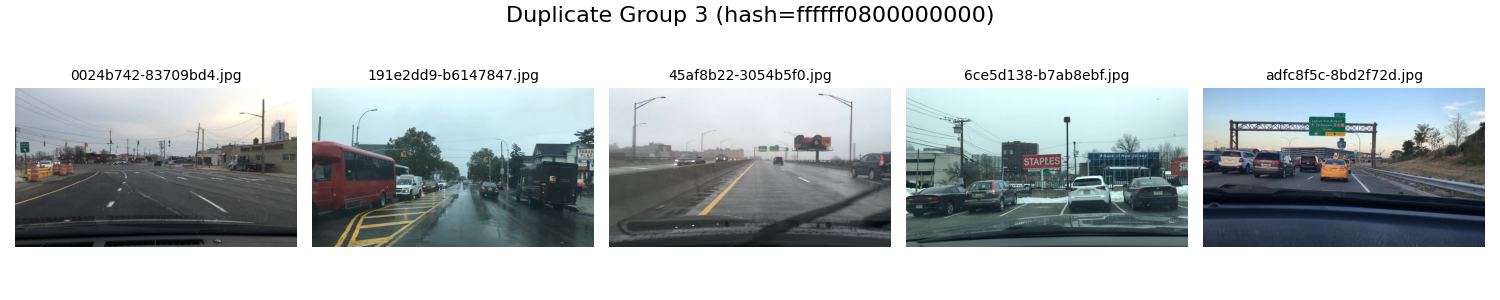 Duplicate Group 3 (hash=ffffff0800000000)
0024b742-83709bd4.jpg
191e2dd9-b6147847.jpg
45af8b22-3054b5f0.jpg
6ce5d138-b7ab8ebf.jpg
adfc8f5c-8bd2f72d.jpg
STAPLES